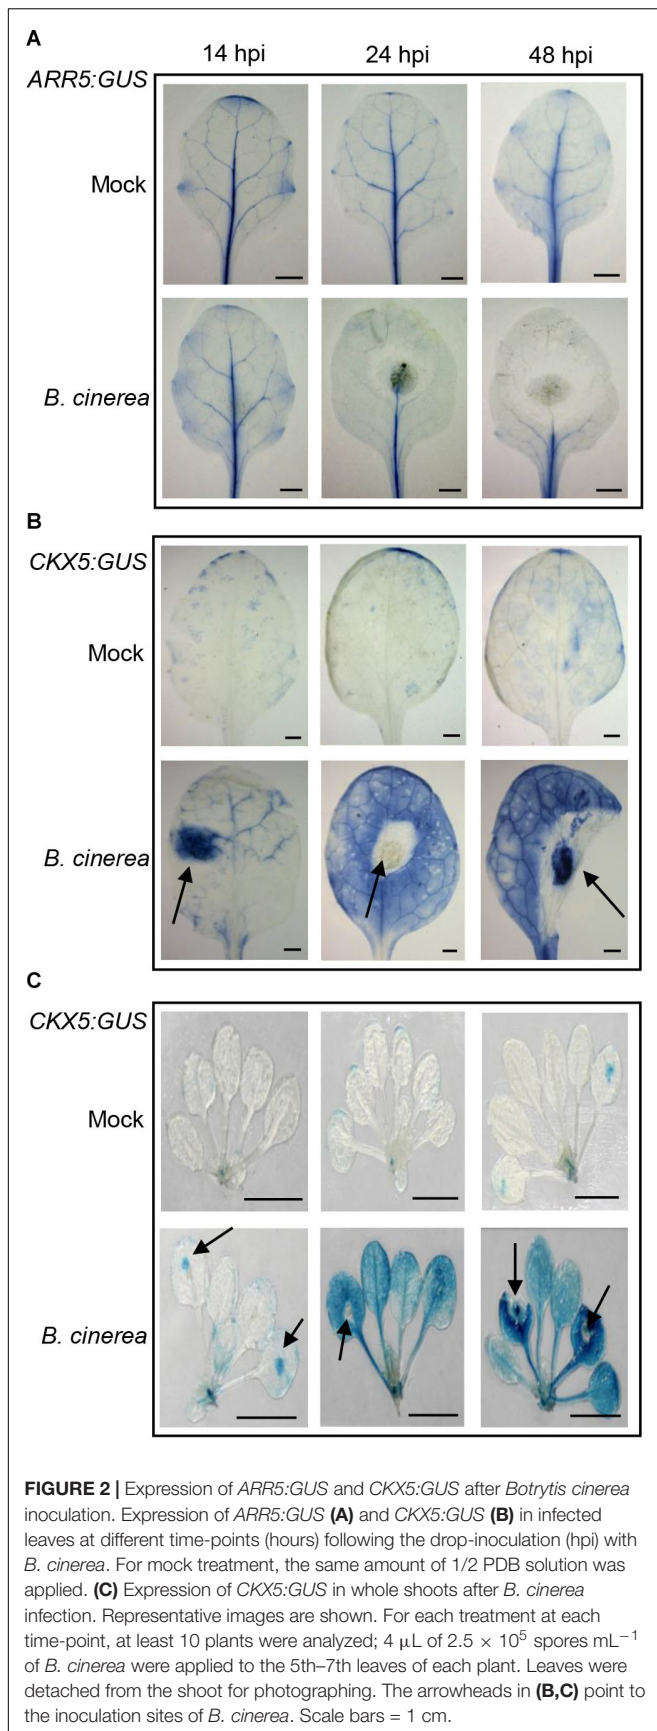 A
14 hpi 24 hpi 48 hpi
ARR5:GUS
Mock
B. cinerea
B
CKX5:GUS
Mock
B. cinerea
C
CKX5:GUS
Mock
B. cinerea
FIGURE 2 | Expression of ARR5:GUS and CKX5:GUS after Botrytis cinerea
inoculation. Expression of ARR5:GUS (A) and CKX5:GUS (B) in infected
leaves at different time-points (hours) following the drop-inoculation (hpi) with
B. cinerea. For mock treatment, the same amount of 1/2 PDB solution was
applied. (C) Expression of CKX5:GUS in whole shoots after B. cinerea
infection. Representative images are shown. For each treatment at each
time-point, at least 10 plants were analyzed; 4 μL of 2.5 × 10⁵ spores mL⁻¹
of B. cinerea were applied to the 5th–7th leaves of each plant. Leaves were
detached from the shoot for photographing. The arrowheads in (B,C) point to
the inoculation sites of B. cinerea. Scale bars = 1 cm.